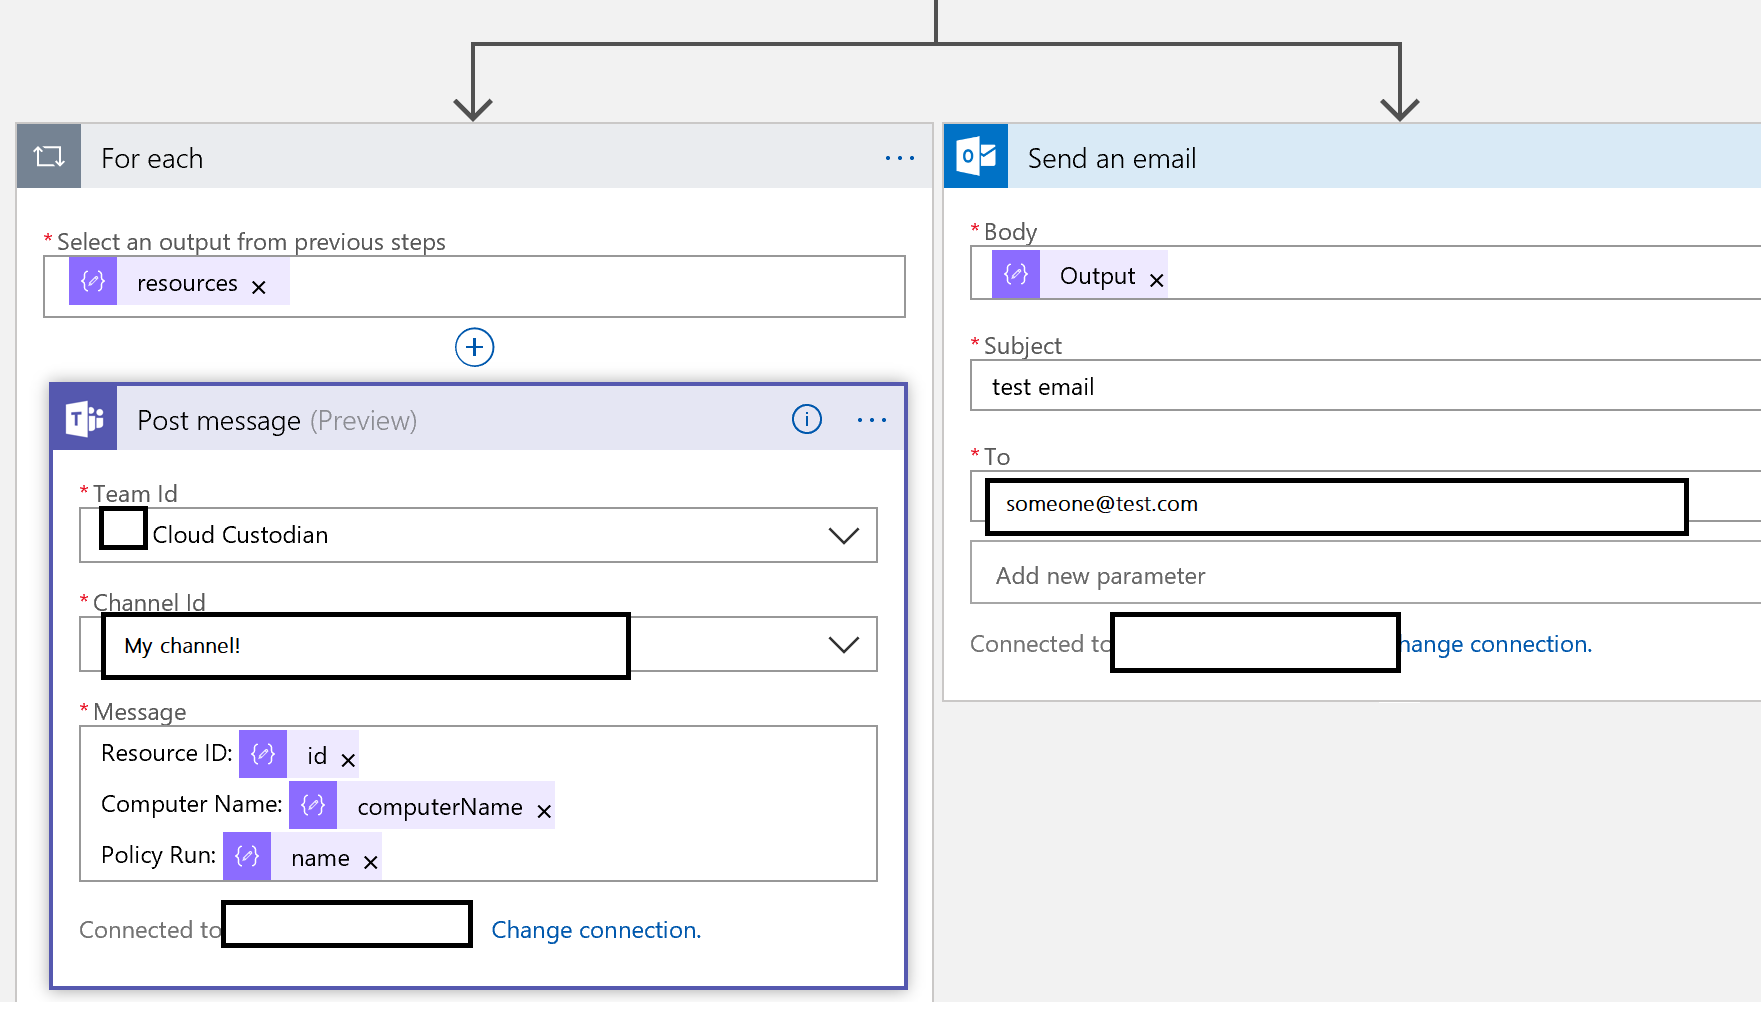 For each
* Select an output from previous steps
resources ×
Post message (Preview)
* Team Id
Cloud Custodian
* Channel Id
My channel!
* Message
Resource ID: id ×
Computer Name: computerName ×
Policy Run: name ×
Connected to
Change connection.
Send an email
* Body
Output ×
* Subject
test email
* To
someone@test.com
Add new parameter
Connected to hange connection.